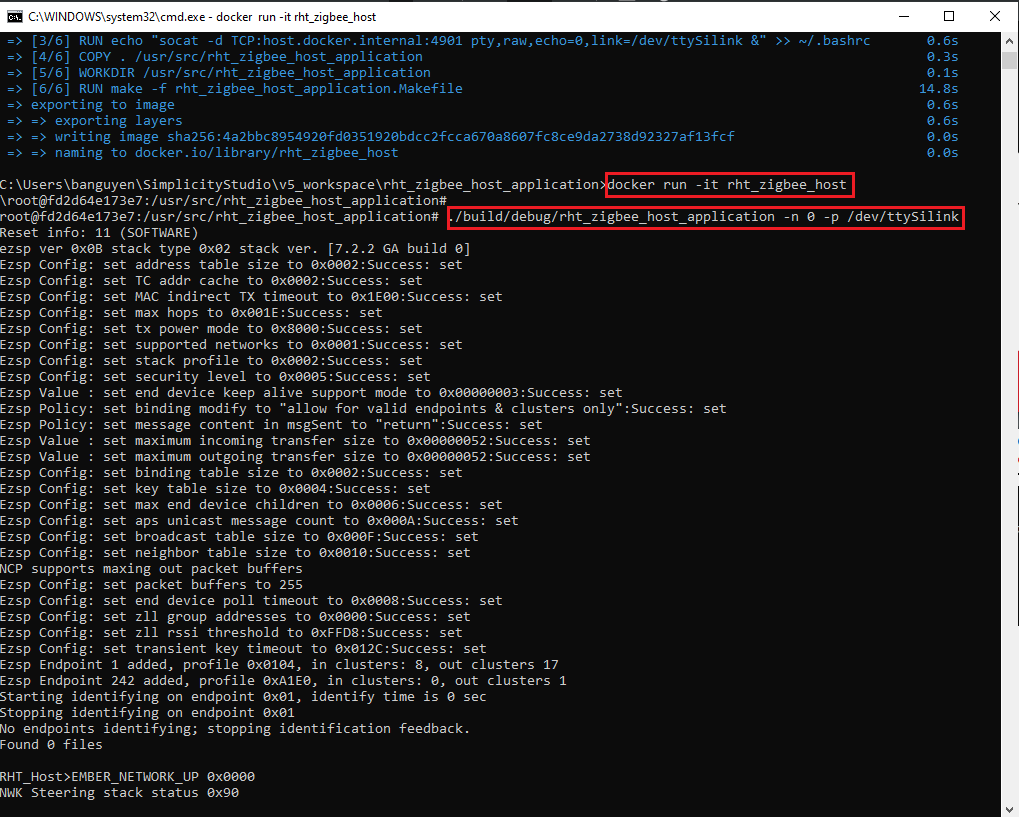 C:\WINDOWS\system32\cmd.exe - docker run -it rht_zigbee_host
=> [3/6] RUN echo "socat -d TCP:host.docker.internal:4901 pty,raw,echo=0,link=/dev/ttySilink &" >> ~/.bashrc 0.6s
=> [4/6] COPY . /usr/src/rht_zigbee_host_application 0.3s
=> [5/6] WORKDIR /usr/src/rht_zigbee_host_application 0.1s
=> [6/6] RUN make -f rht_zigbee_host_application.Makefile 14.8s
=> exporting to image 0.6s
=> => exporting layers 0.6s
=> => writing image sha256:4a2bbc8954920fd0351920bdcc2fcca670a8607fc8ce9da2738d92327af13fcf 0.0s
=> => naming to docker.io/library/rht_zigbee_host 0.0s
C:\Users\banguyen\SimplicityStudio\v5_workspace\rht_zigbee_host_application>docker run -it rht_zigbee_host
\root@fd2d64e173e7:/usr/src/rht_zigbee_host_application#
root@fd2d64e173e7:/usr/src/rht_zigbee_host_application# ./build/debug/rht_zigbee_host_application -n 0 -p /dev/ttySilink
Reset info: 11 (SOFTWARE)
ezsp ver 0x0B stack type 0x02 stack ver. [7.2.2 GA build 0]
Ezsp Config: set address table size to 0x0002:Success: set
Ezsp Config: set TC addr cache to 0x0002:Success: set
Ezsp Config: set MAC indirect TX timeout to 0x1E00:Success: set
Ezsp Config: set max hops to 0x001E:Success: set
Ezsp Config: set tx power mode to 0x8000:Success: set
Ezsp Config: set supported networks to 0x0001:Success: set
Ezsp Config: set stack profile to 0x0002:Success: set
Ezsp Config: set security level to 0x0005:Success: set
Ezsp Value : set end device keep alive support mode to 0x00000003:Success: set
Ezsp Policy: set binding modify to "allow for valid endpoints & clusters only":Success: set
Ezsp Policy: set message content in msgSent to "return":Success: set
Ezsp Value : set maximum incoming transfer size to 0x00000052:Success: set
Ezsp Value : set maximum outgoing transfer size to 0x00000052:Success: set
Ezsp Config: set binding table size to 0x0002:Success: set
Ezsp Config: set key table size to 0x0004:Success: set
Ezsp Config: set max end device children to 0x0006:Success: set
Ezsp Config: set aps unicast message count to 0x000A:Success: set
Ezsp Config: set broadcast table size to 0x000F:Success: set
Ezsp Config: set neighbor table size to 0x0010:Success: set
NCP supports maxing out packet buffers
Ezsp Config: set packet buffers to 255
Ezsp Config: set end device poll timeout to 0x0008:Success: set
Ezsp Config: set zll group addresses to 0x0000:Success: set
Ezsp Config: set zll rssi threshold to 0xFFD8:Success: set
Ezsp Config: set transient key timeout to 0x012C:Success: set
Ezsp Endpoint 1 added, profile 0x0104, in clusters: 8, out clusters 17
Ezsp Endpoint 242 added, profile 0xA1E0, in clusters: 0, out clusters 1
Starting identifying on endpoint 0x01, identify time is 0 sec
Stopping identifying on endpoint 0x01
No endpoints identifying; stopping identification feedback.
Found 0 files
RHT_Host>EMBER_NETWORK_UP 0x0000
NWK Steering stack status 0x90